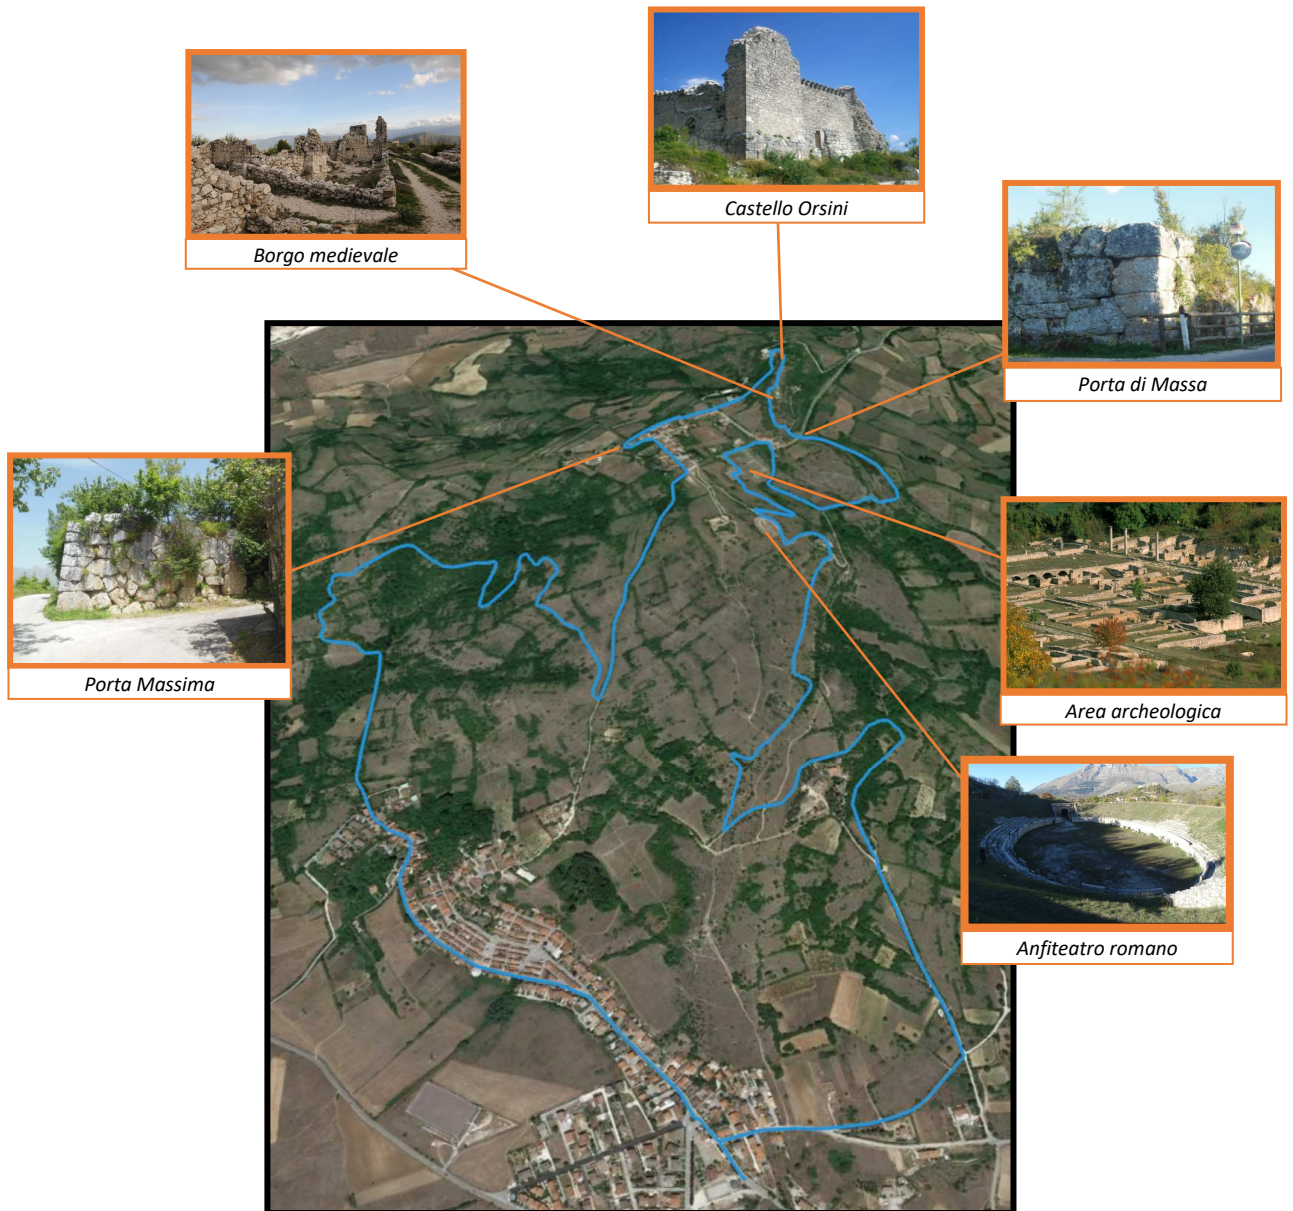 Castello Orsini
Borgo medievale
Porta di Massa
Porta Massima
Area archeologica
Anfiteatro romano